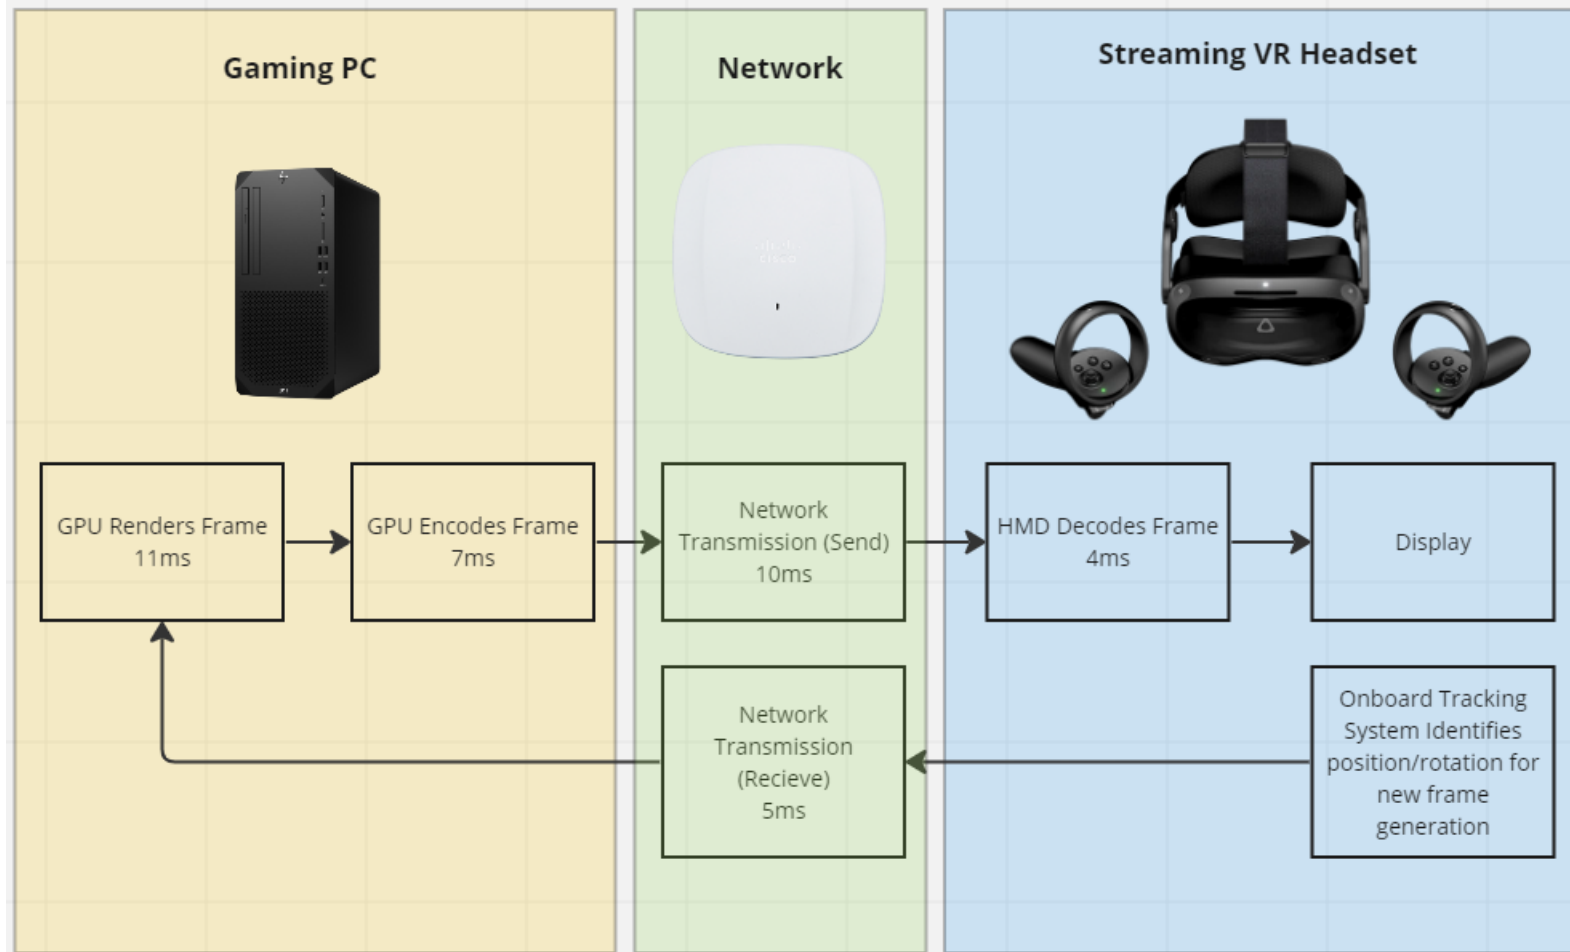 Gaming PC
Network
Streaming VR Headset
cisco
GPU Renders Frame
11ms
GPU Encodes Frame
7ms
Network
Transmission (Send)
10ms
HMD Decodes Frame
4ms
Display
Network
Transmission
(Recieve)
5ms
Onboard Tracking
System Identifies
position/rotation for
new frame
generation